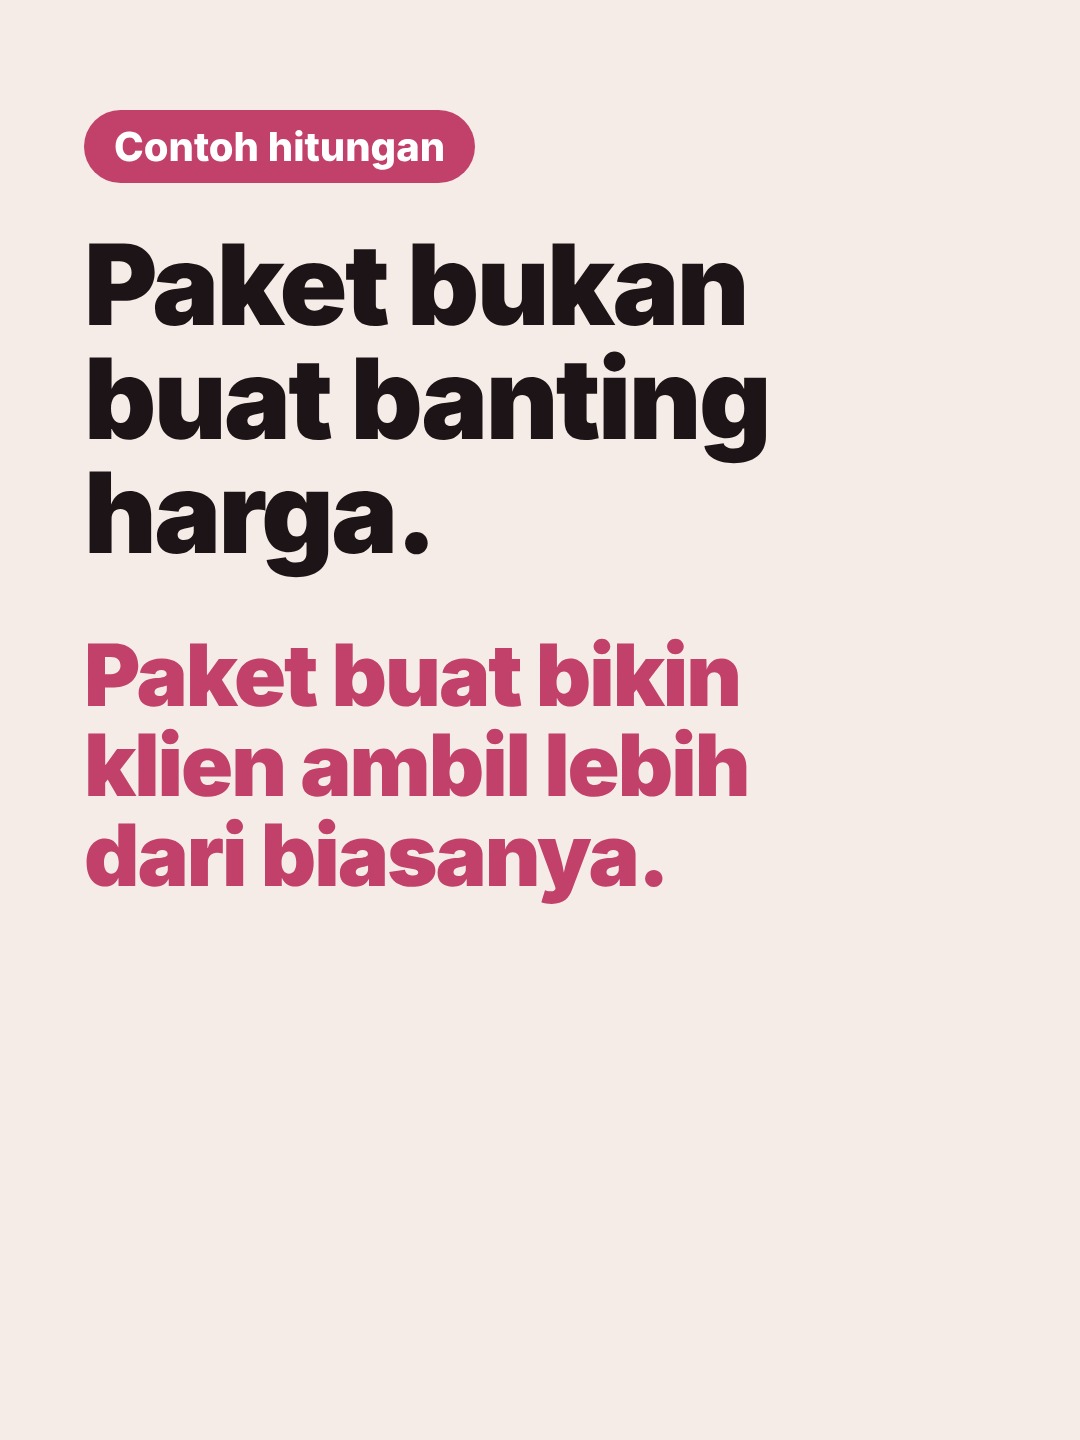 Contoh hitungan
Paket bukan
buat banting
harga.
Paket buat bikin
klien ambil lebih
dari biasanya.